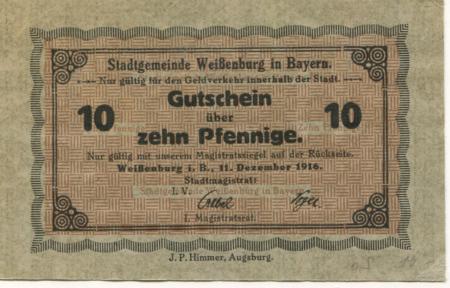 Stadtgemeinde Weißenburg in Bayern.
Nur gültig für den Geldverkehr innerhalb der Stadt.
Gutschein
10 über 10
zehn Pfennige.
Nur gültig mit unserem Magistratssiegel auf der Rückseite.
Weißenburg i. B., 11. Dezember 1916.
Stadtmagistrat:
I. V.
I. Magistratsrat.
J. P. Himmer, Augsburg.